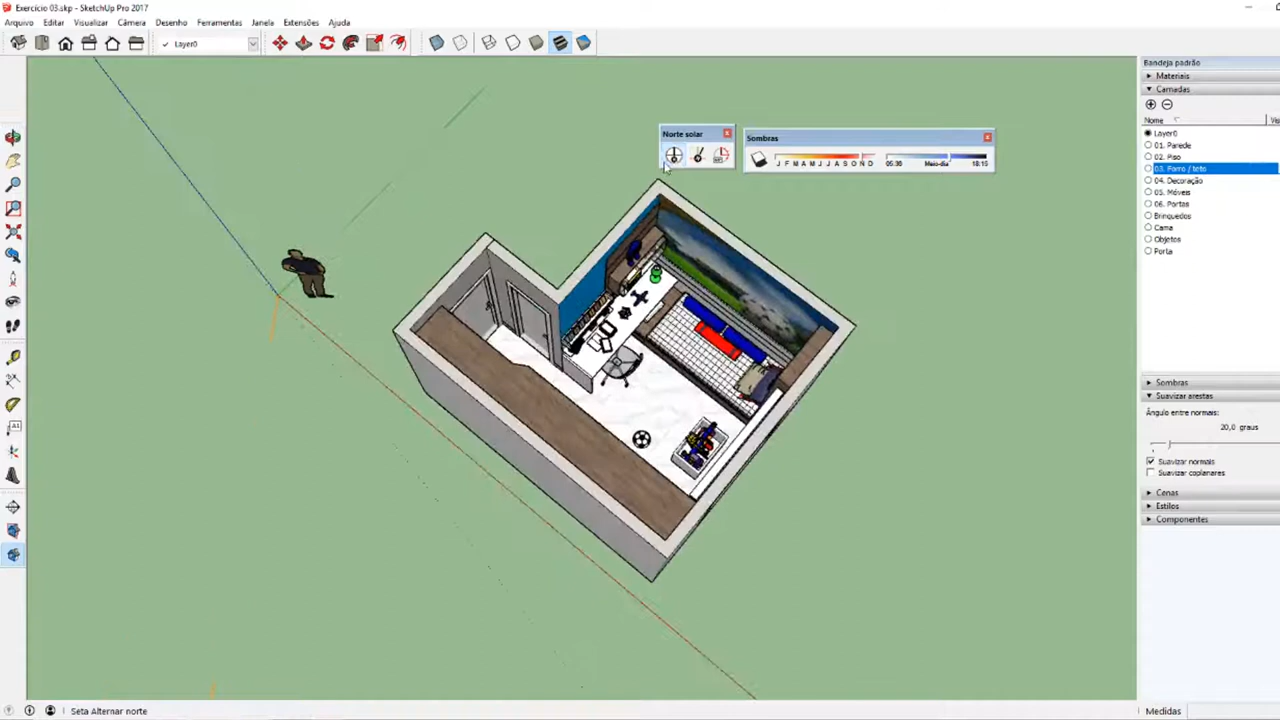 Exercício 03.skp - SketchUp Pro 2017
Arquivo Editar Visualizar Câmera Desenho Ferramentas Janela Extensões Ajuda
Layer0
Bandeja padrão
Materiais
Camadas
Nome
Layer0
01. Parede
02. Piso
03. Forro / teto
04. Decoração
05. Móveis
06. Portas
Brinquedos
Cama
Objetos
Porta
Norte solar
Sombras
J F M A M J J A S O N D
05:38 Meio-dia 18:15
Sombras
Suavizar arestas
Ângulo entre normais:
20,0 graus
Suavizar normais
Suavizar coplanares
Cenas
Estilos
Componentes
Seta Alternar norte
Medidas